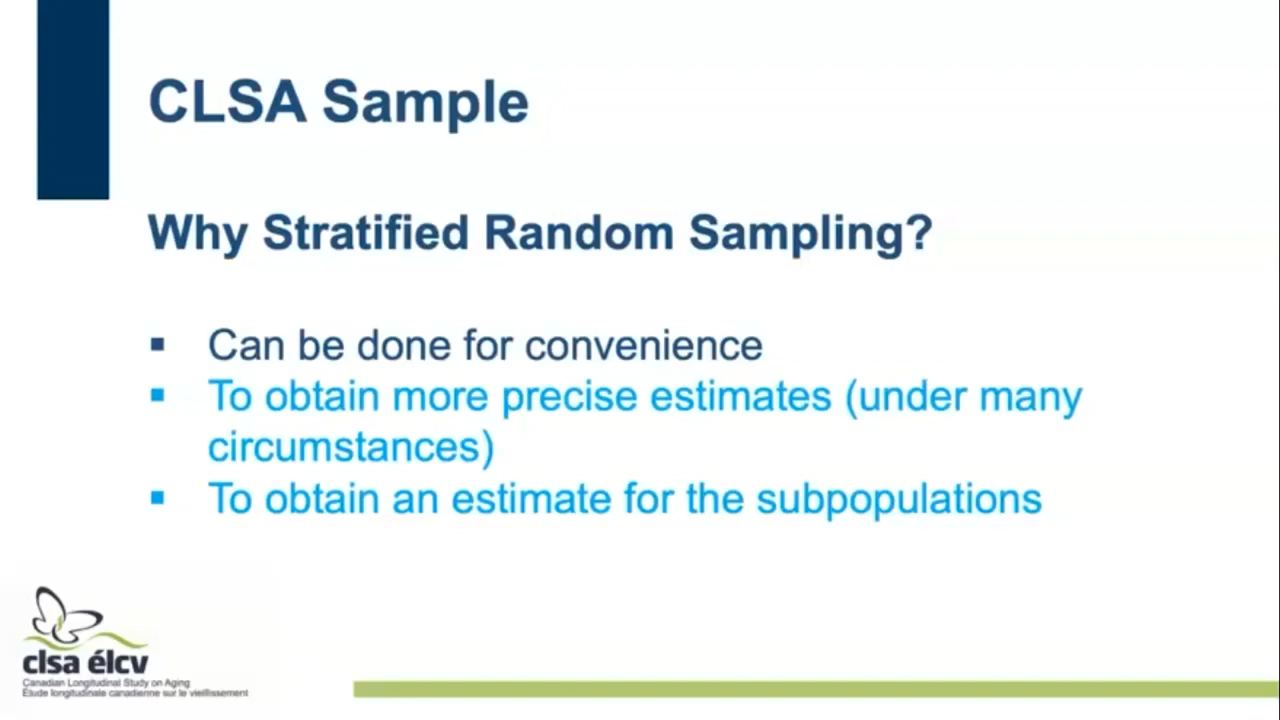 CLSA Sample
Why Stratified Random Sampling?
▪ Can be done for convenience
▪ To obtain more precise estimates (under many
circumstances)
▪ To obtain an estimate for the subpopulations
clsa élcv
Canadian Longitudinal Study on Aging
Étude longitudinale canadienne sur le vieillissement